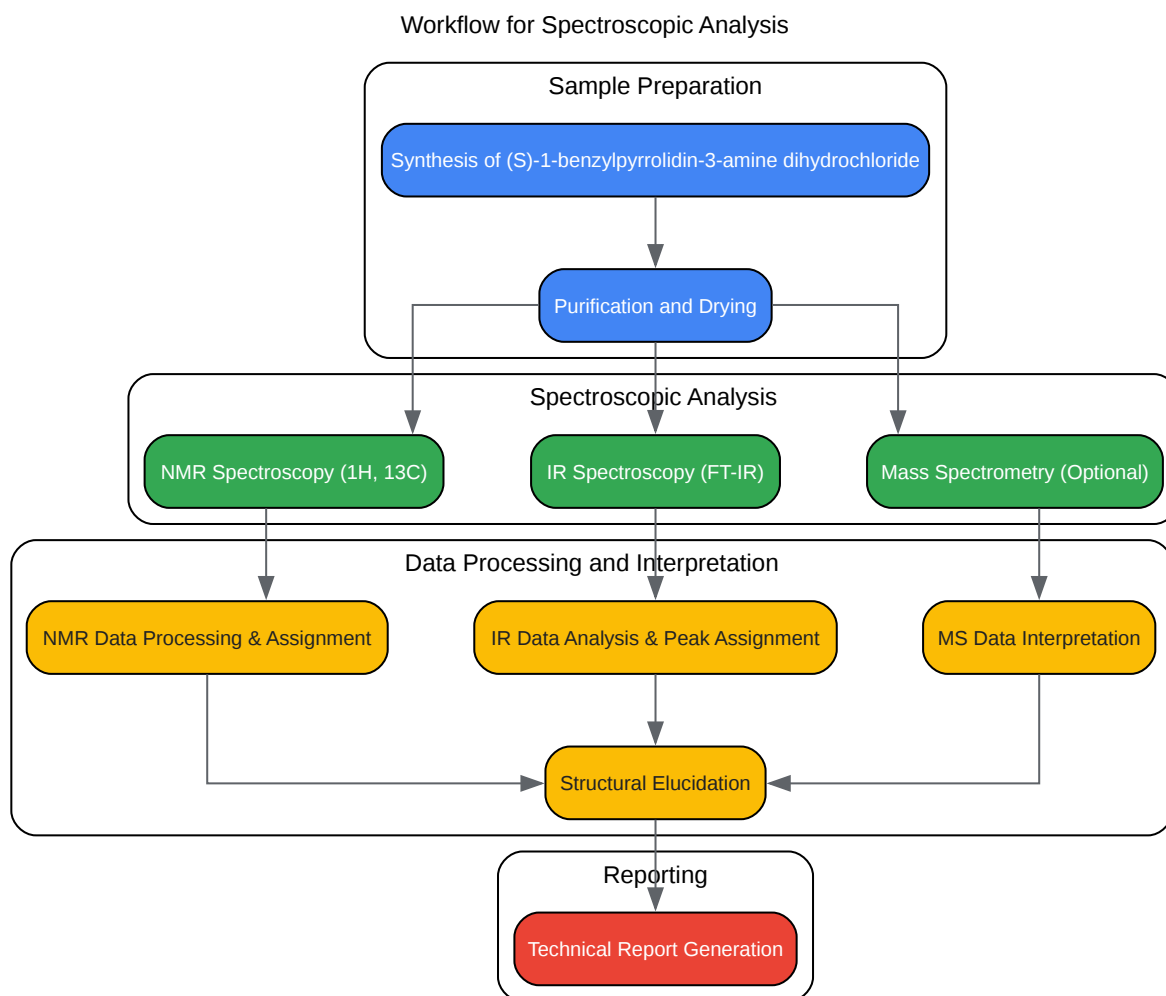 Workflow for Spectroscopic Analysis
Sample Preparation
Synthesis of (S)-1-benzylpyrrolidin-3-amine dihydrochloride
Purification and Drying
Spectroscopic Analysis
NMR Spectroscopy (1H, 13C)
IR Spectroscopy (FT-IR)
Mass Spectrometry (Optional)
Data Processing and Interpretation
NMR Data Processing & Assignment
IR Data Analysis & Peak Assignment
MS Data Interpretation
Structural Elucidation
Reporting
Technical Report Generation